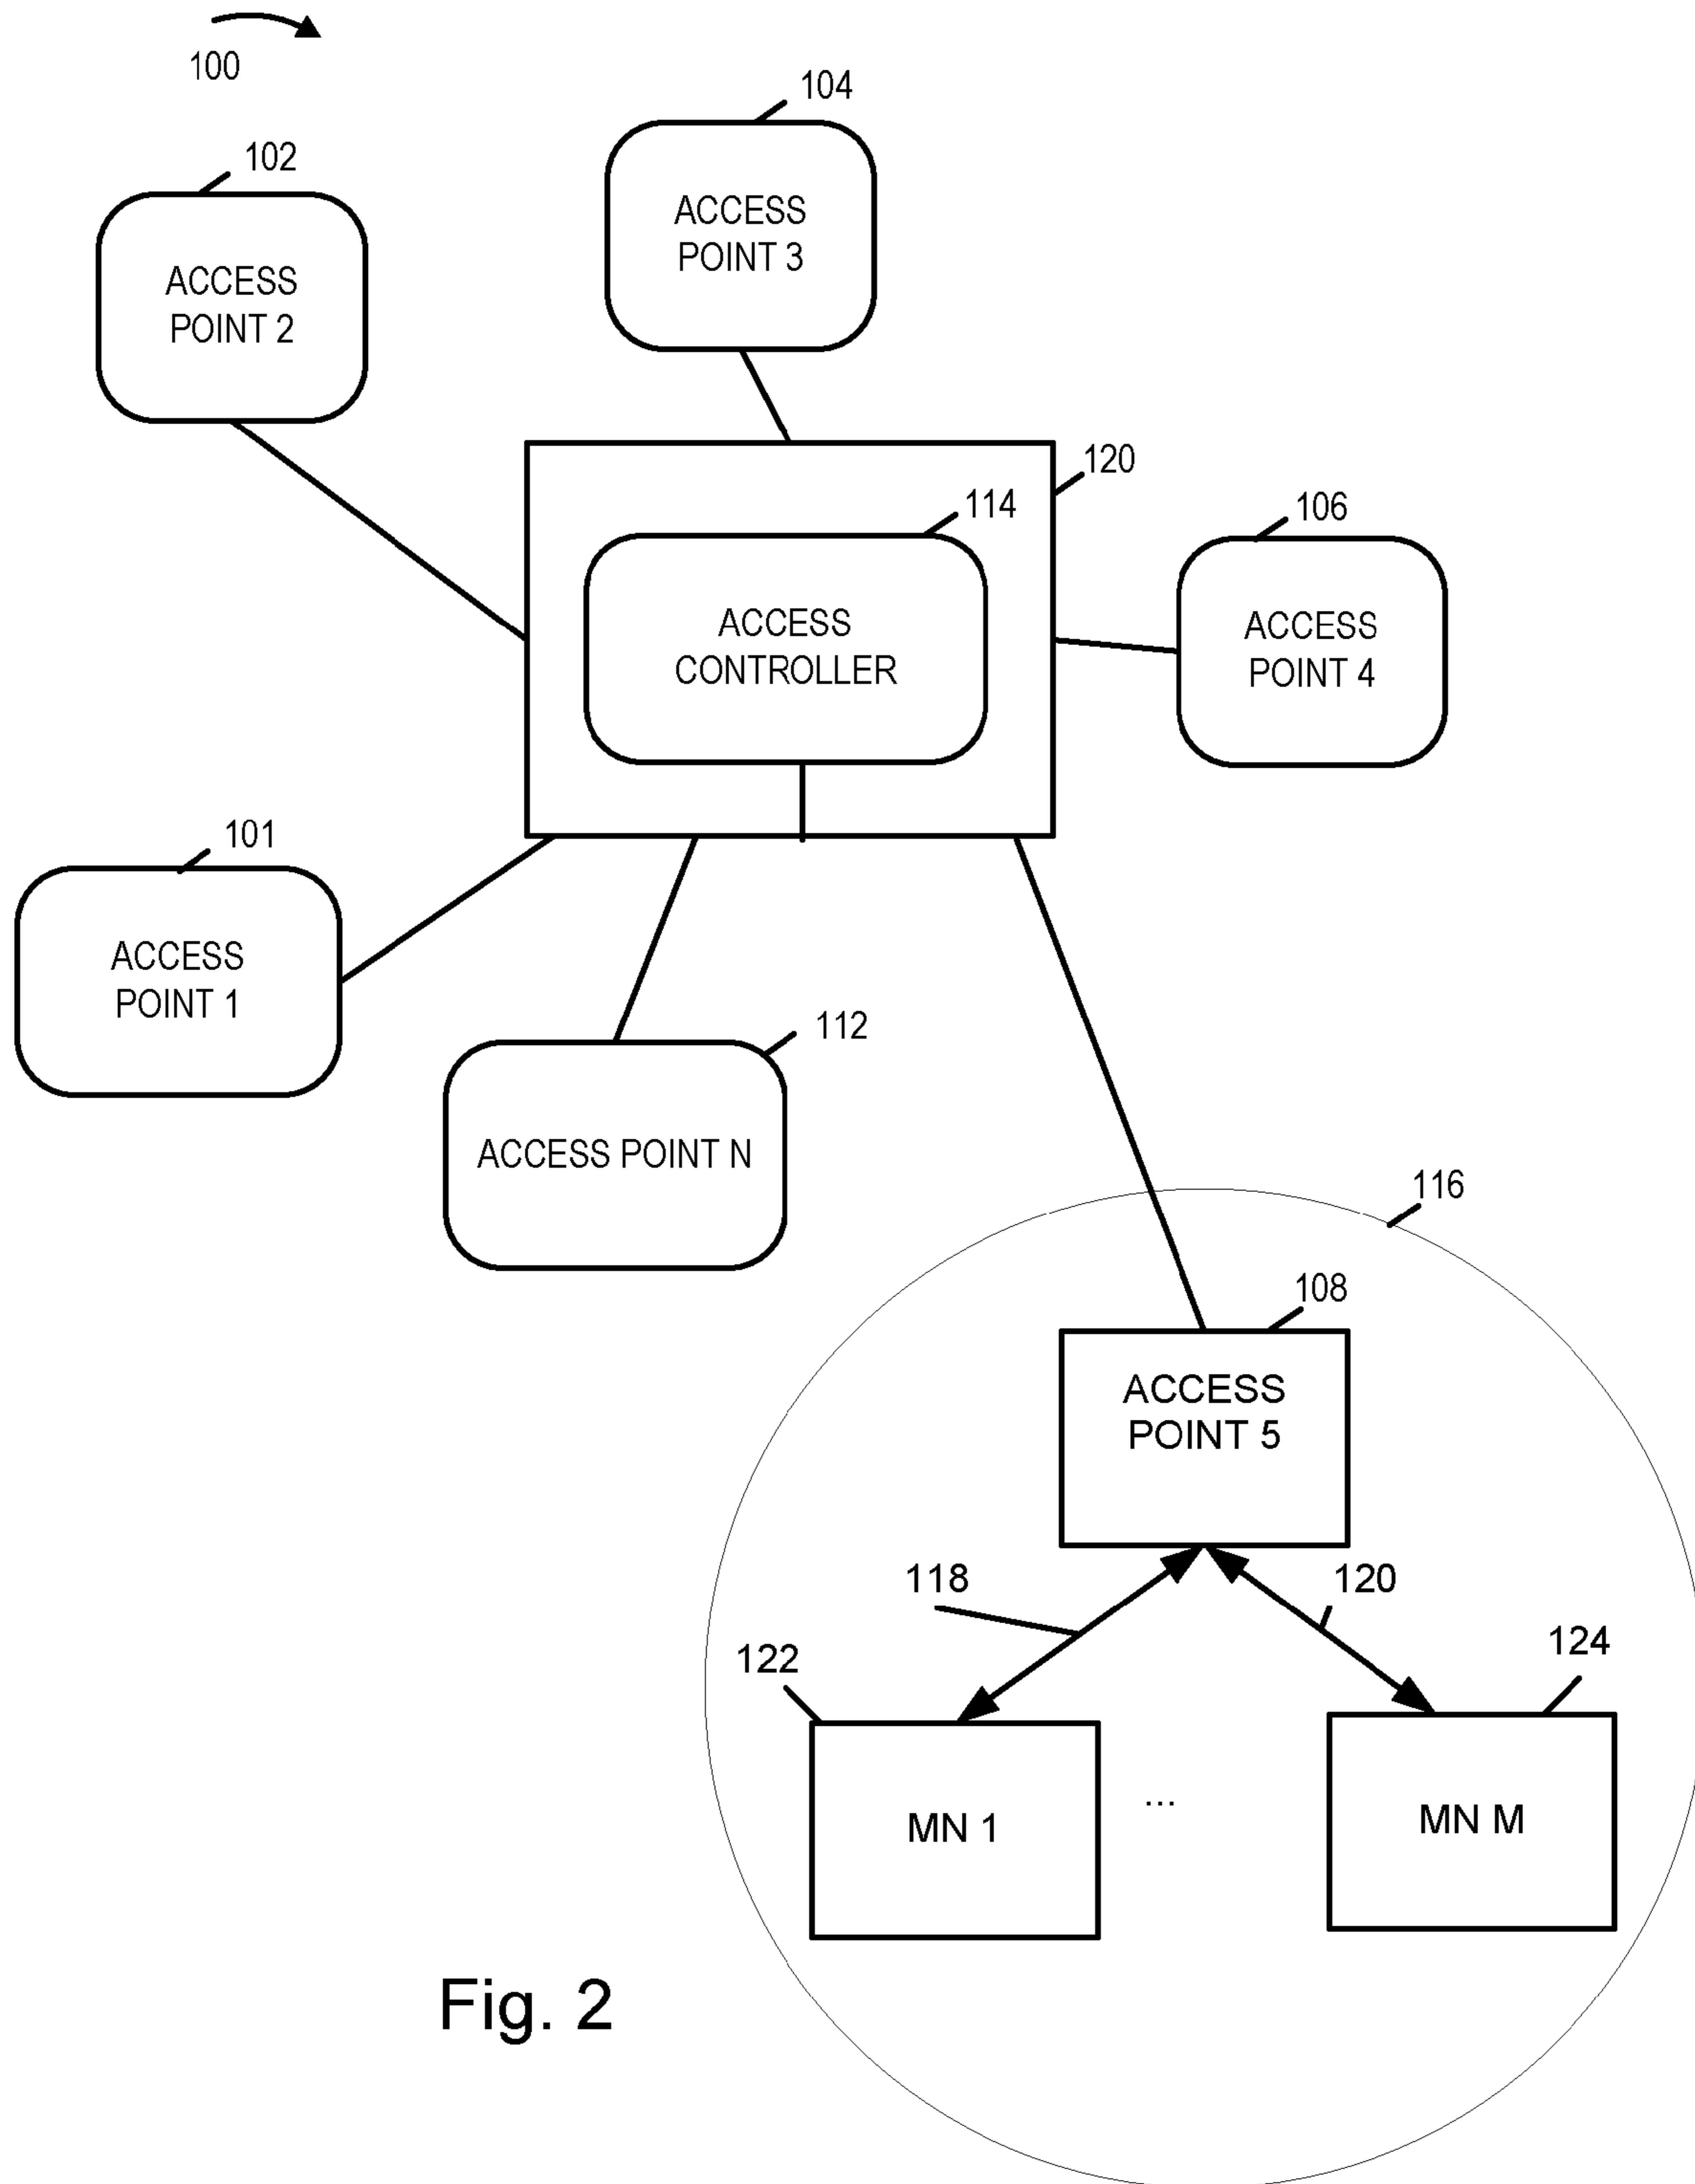 100
104
102
ACCESS
POINT 3
ACCESS
POINT 2
120
114
106
ACCESS
CONTROLLER
ACCESS
POINT 4
101
ACCESS
POINT 1
112
ACCESS POINT N
116
108
ACCESS
POINT 5
118
120
122
124
MN 1
...
MN M
Fig. 2